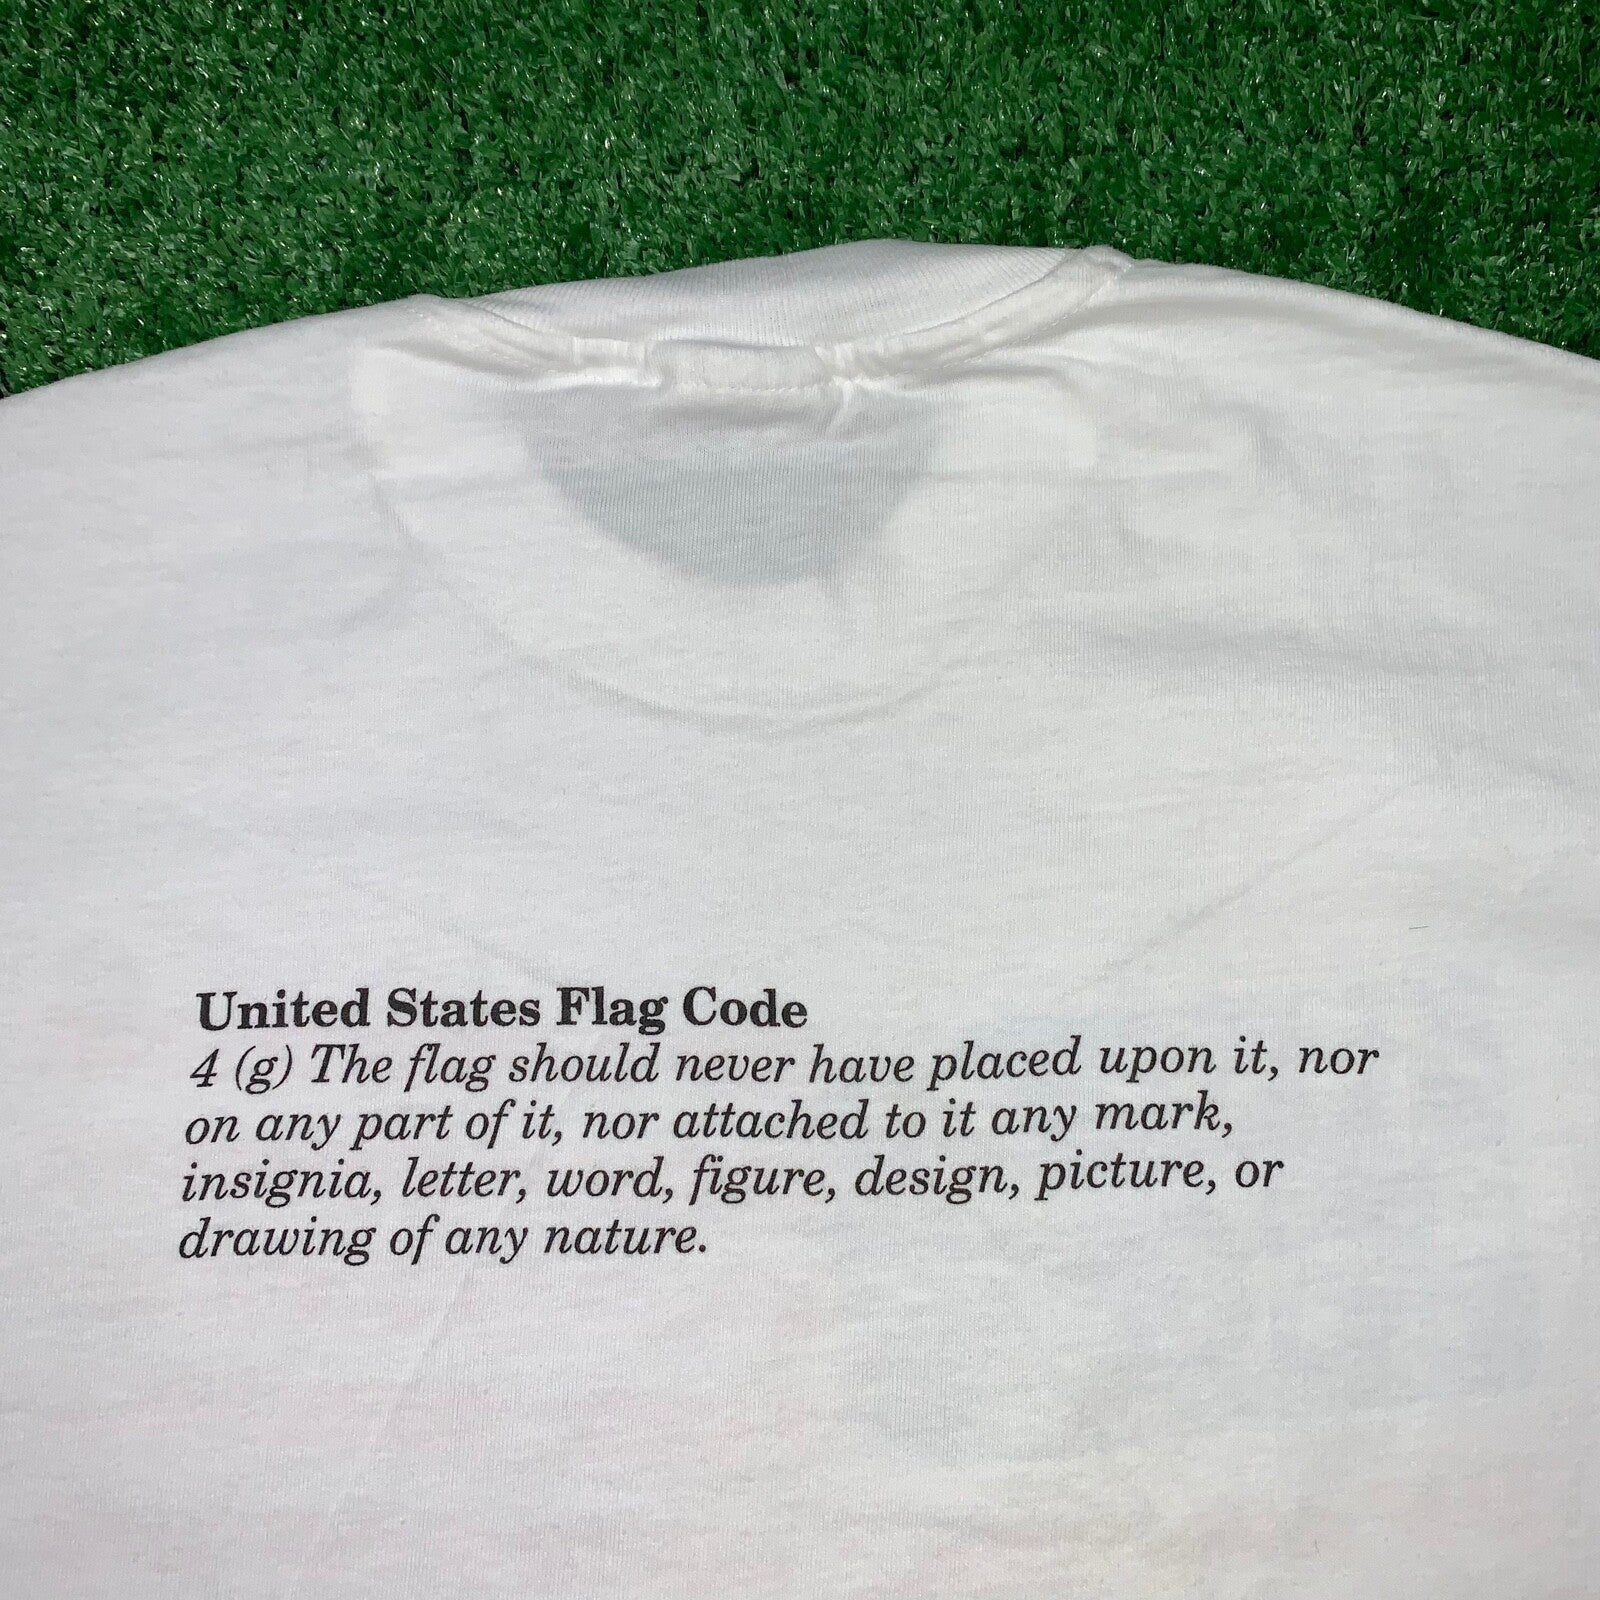 United States Flag Code
4 (g) The flag should never have placed upon it, nor
on any part of it, nor attached to it any mark,
insignia, letter, word, figure, design, picture, or
drawing of any nature.